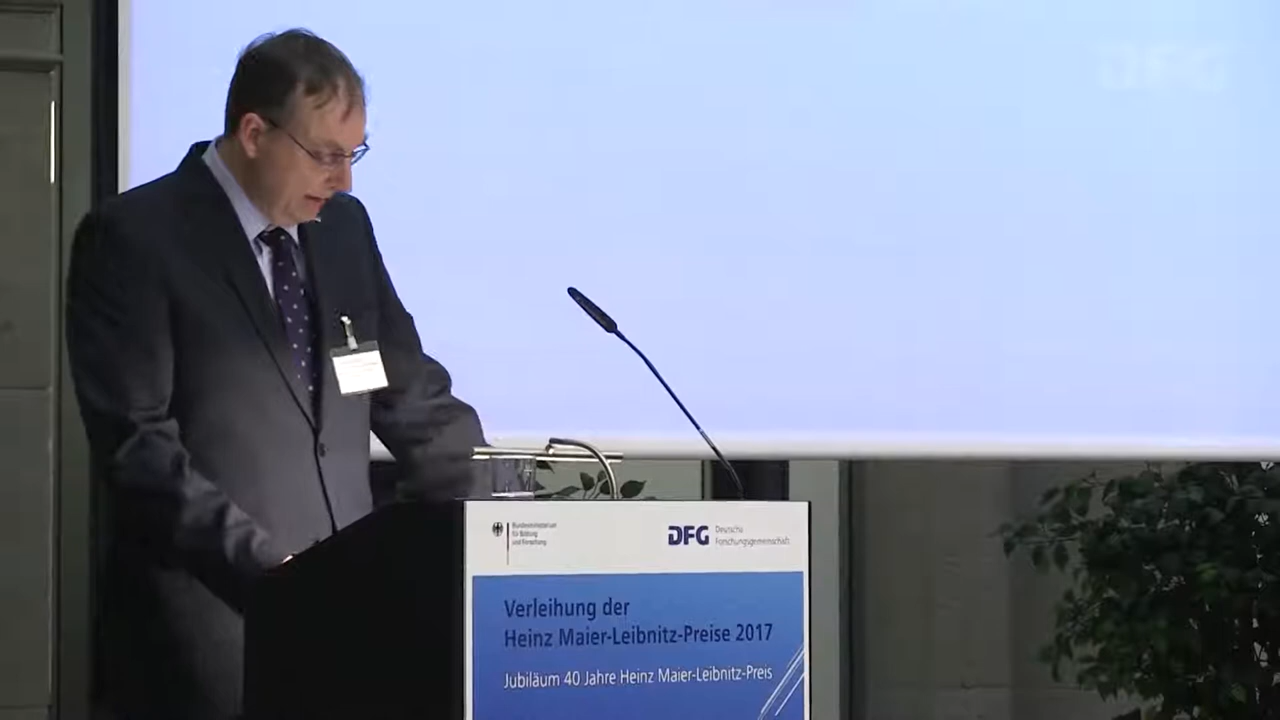 DFG
Bundesministerium
für Bildung
und Forschung
DFG Deutsche
Forschungsgemeinschaft
Verleihung der
Heinz Maier-Leibnitz-Preise 2017
Jubiläum 40 Jahre Heinz Maier-Leibnitz-Preis